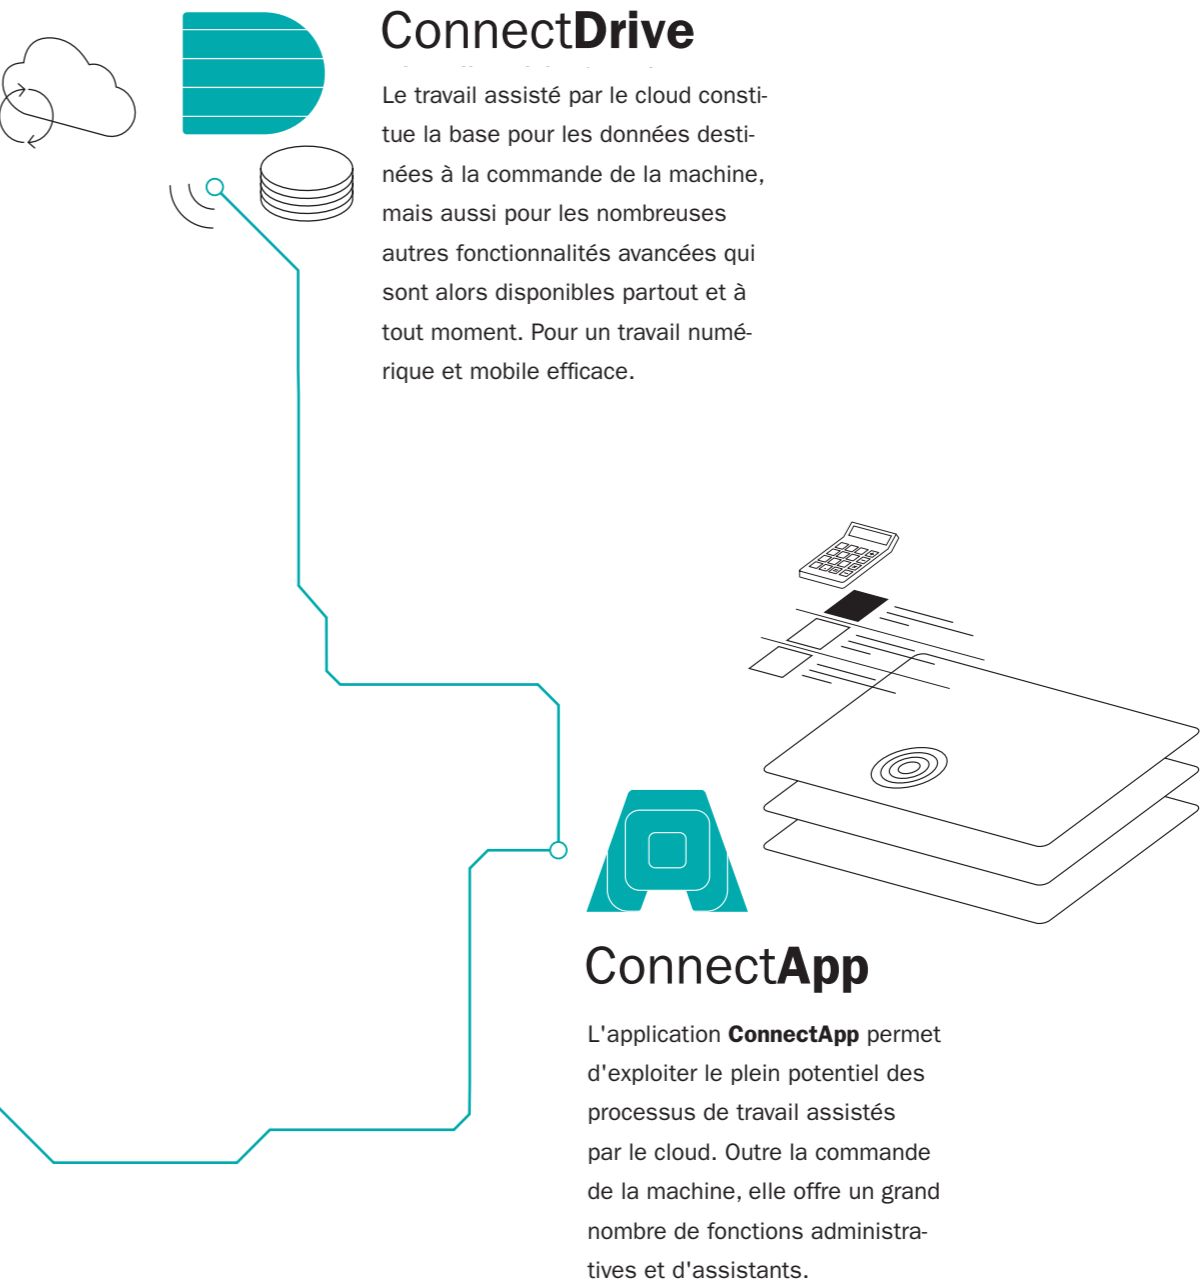 ConnectDrive
Le travail assisté par le cloud consti-
tue la base pour les données desti-
nées à la commande de la machine,
mais aussi pour les nombreuses
autres fonctionnalités avancées qui
sont alors disponibles partout et à
tout moment. Pour un travail numé-
rique et mobile efficace.
ConnectApp
L'application ConnectApp permet
d'exploiter le plein potentiel des
processus de travail assistés
par le cloud. Outre la commande
de la machine, elle offre un grand
nombre de fonctions administra-
tives et d'assistants.